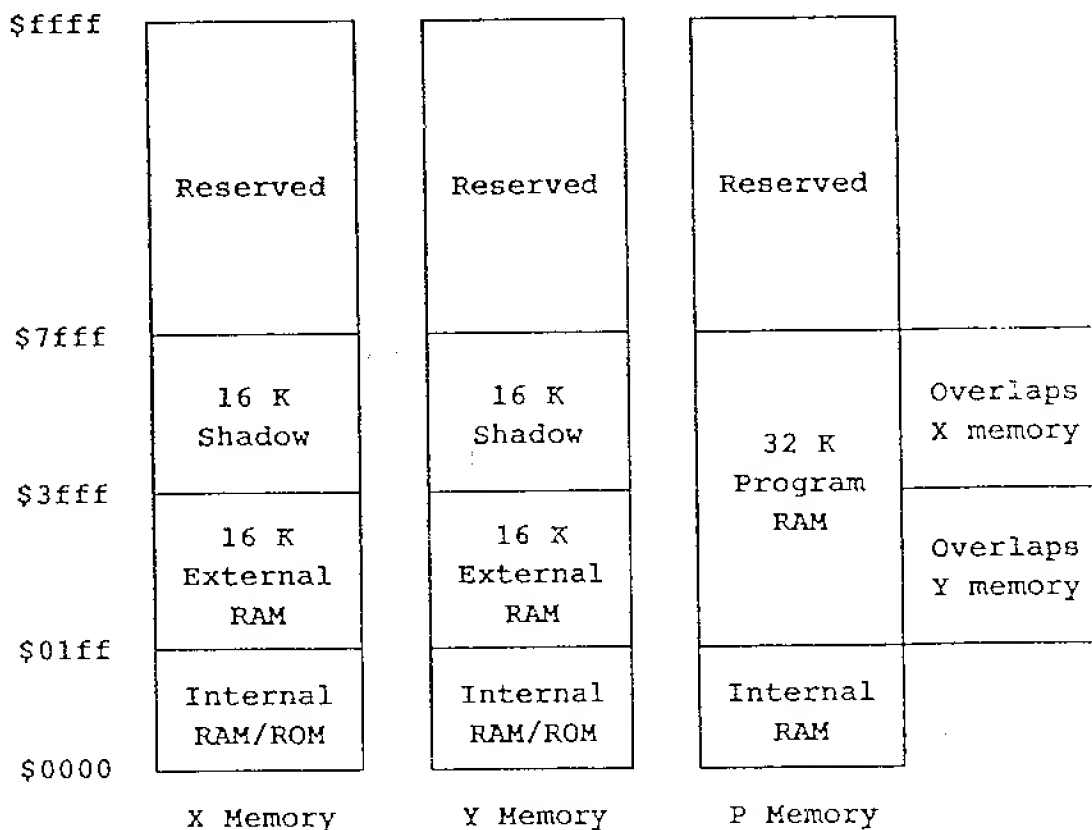 $ffff
Reserved
Reserved
Reserved
$7fff
16 K
Shadow
16 K
Shadow
32 K
Program
RAM
Overlaps
X memory
$3fff
16 K
External
RAM
16 K
External
RAM
Overlaps
Y memory
$01ff
Internal
RAM/ROM
Internal
RAM/ROM
Internal
RAM
$0000
X Memory
Y Memory
P Memory